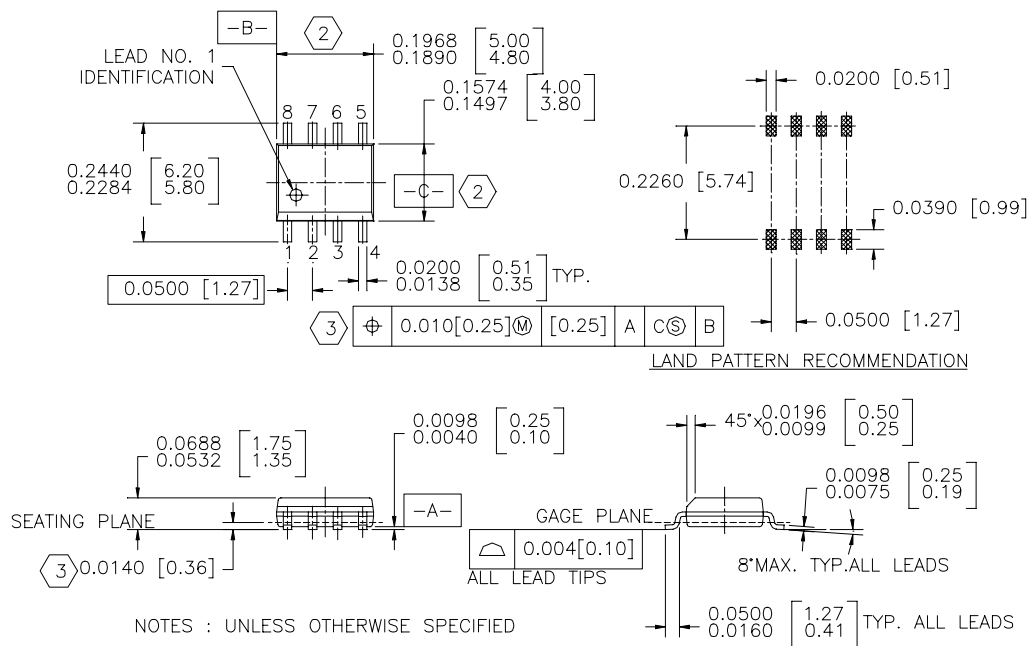 -B-
2
LEAD NO. 1
IDENTIFICATION
0.1968 [5.00]
0.1890 [4.80]
0.1574 [4.00]
0.1497 [3.80]
0.0200 [0.51]
8 7 6 5
0.2440 [6.20]
0.2284 [5.80]
-C-
2
0.2260 [5.74]
0.0390 [0.99]
1 2 3 4
0.0500 [1.27]
0.0200 [0.51] TYP.
0.0138 [0.35]
3 ⌖ 0.010[0.25]Ⓜ [0.25] A CⓈ B
0.0500 [1.27]
LAND PATTERN RECOMMENDATION
0.0688 [1.75]
0.0532 [1.35]
0.0098 [0.25]
0.0040 [0.10]
45°x 0.0196 [0.50]
0.0099 [0.25]
0.0098 [0.25]
0.0075 [0.19]
-A-
SEATING PLANE
GAGE PLANE
3 0.0140 [0.36]
⌓ 0.004[0.10]
ALL LEAD TIPS
8°MAX. TYP.ALL LEADS
0.0500 [1.27] TYP. ALL LEADS
0.0160 [0.41]
NOTES : UNLESS OTHERWISE SPECIFIED